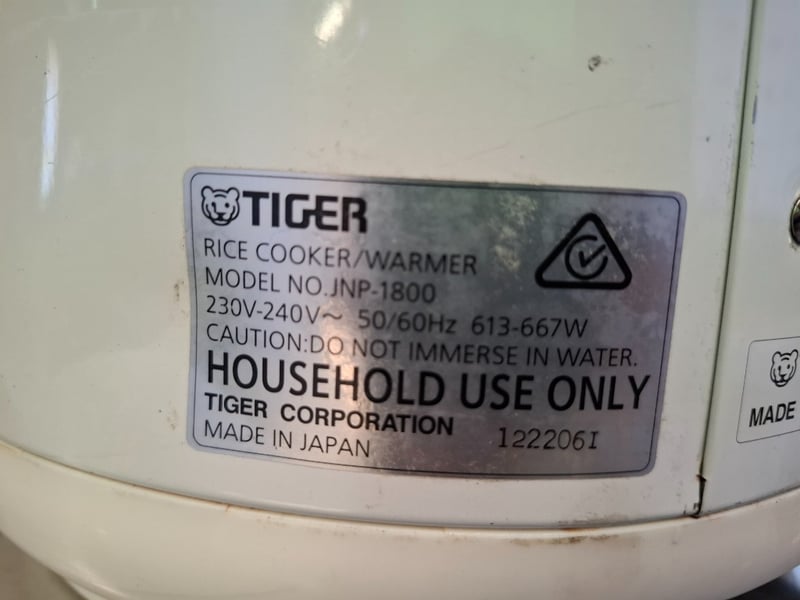 TIGER
RICE COOKER/WARMER
MODEL NO.JNP-1800
230V-240V~ 50/60Hz 613-667W
CAUTION:DO NOT IMMERSE IN WATER.
HOUSEHOLD USE ONLY
TIGER CORPORATION
MADE IN JAPAN 122206I
MADE